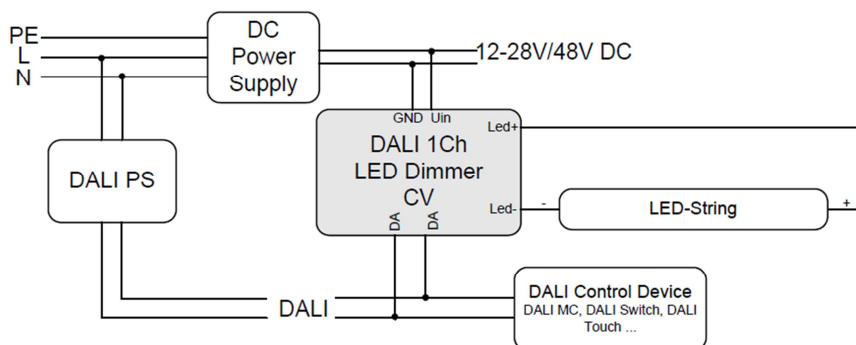 PE
L
N
DC
Power
Supply
12-28V/48V DC
GND Uin
DALI 1Ch
LED Dimmer
CV
Led+
Led-
DA
DA
-
LED-String
+
DALI PS
DALI
DALI Control Device
DALI MC, DALI Switch, DALI
Touch ...